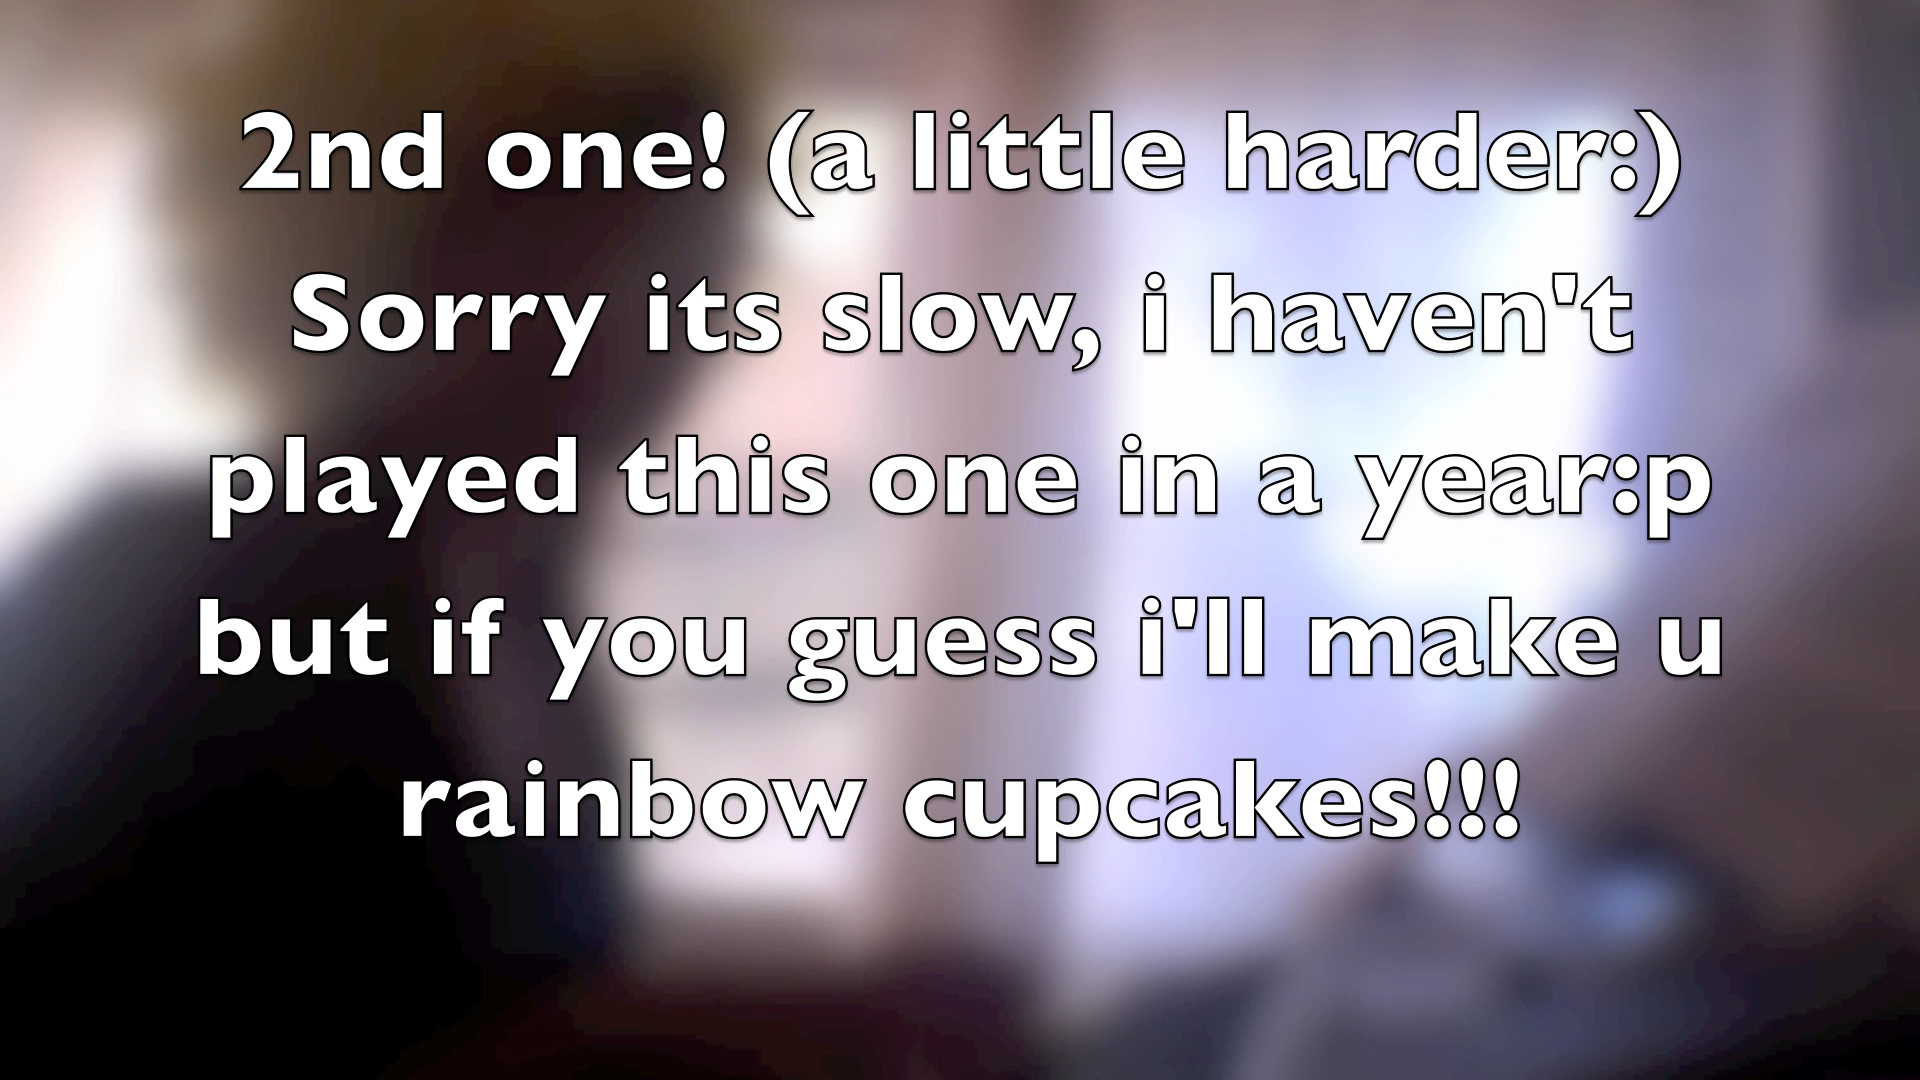 2nd one! (a little harder:)
Sorry its slow, i haven't
played this one in a year:p
but if you guess i'll make u
rainbow cupcakes!!!